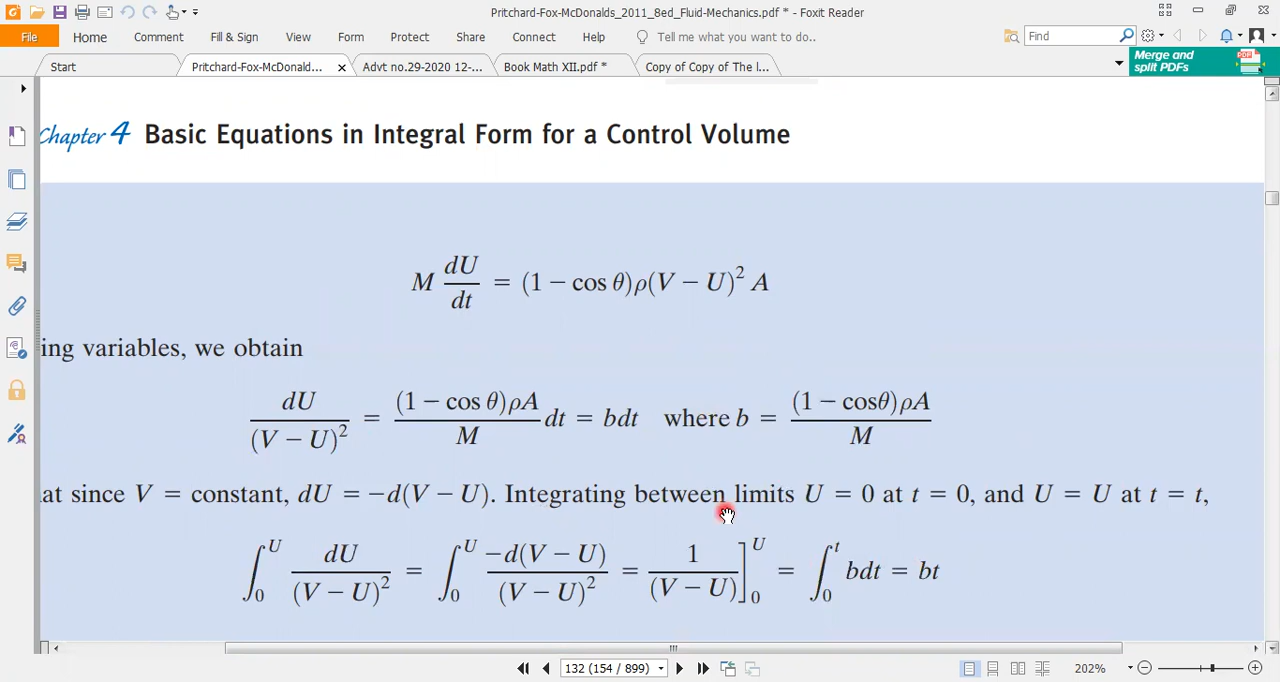 Pritchard-Fox-McDonalds_2011_8ed_Fluid-Mechanics.pdf * - Foxit Reader
File Home Comment Fill & Sign View Form Protect Share Connect Help Tell me what you want to do.. Find
Start Pritchard-Fox-McDonald... Advt no.29-2020 12-... Book Math XII.pdf * Copy of Copy of The l... Merge and split PDFs
Chapter 4 Basic Equations in Integral Form for a Control Volume
M dU/dt = (1 − cos θ)ρ(V − U)² A
ing variables, we obtain
dU/(V − U)² = (1 − cos θ)ρA/M dt = bdt where b = (1 − cosθ)ρA/M
at since V = constant, dU = −d(V − U). Integrating between limits U = 0 at t = 0, and U = U at t = t,
∫₀ᵁ dU/(V − U)² = ∫₀ᵁ −d(V − U)/(V − U)² = 1/(V − U)]₀ᵁ = ∫₀ᵗ bdt = bt
132 (154 / 899) 202%